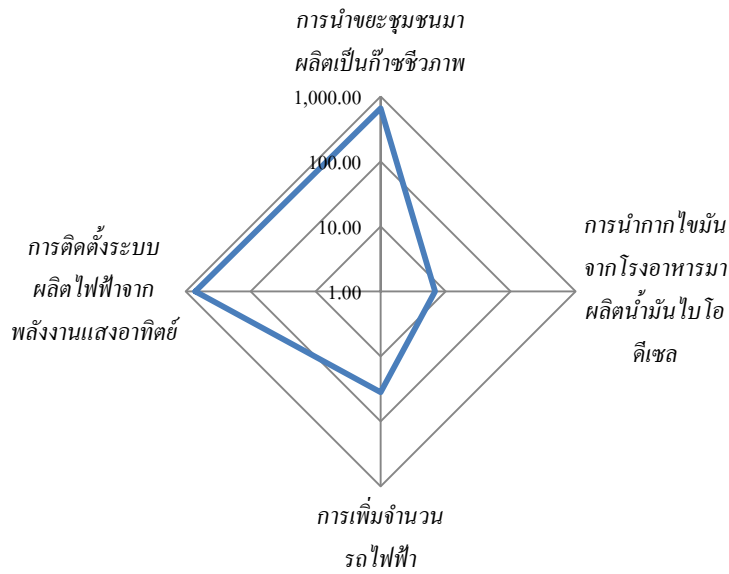 การนำขยะชุมชนมา
ผลิตเป็นก๊าซชีวภาพ
1,000.00
100.00
10.00
1.00
การนำกากไขมัน
จากโรงอาหารมา
ผลิตน้ำมันไบโอ
ดีเซล
การเพิ่มจำนวน
รถไฟฟ้า
การติดตั้งระบบ
ผลิตไฟฟ้าจาก
พลังงานแสงอาทิตย์